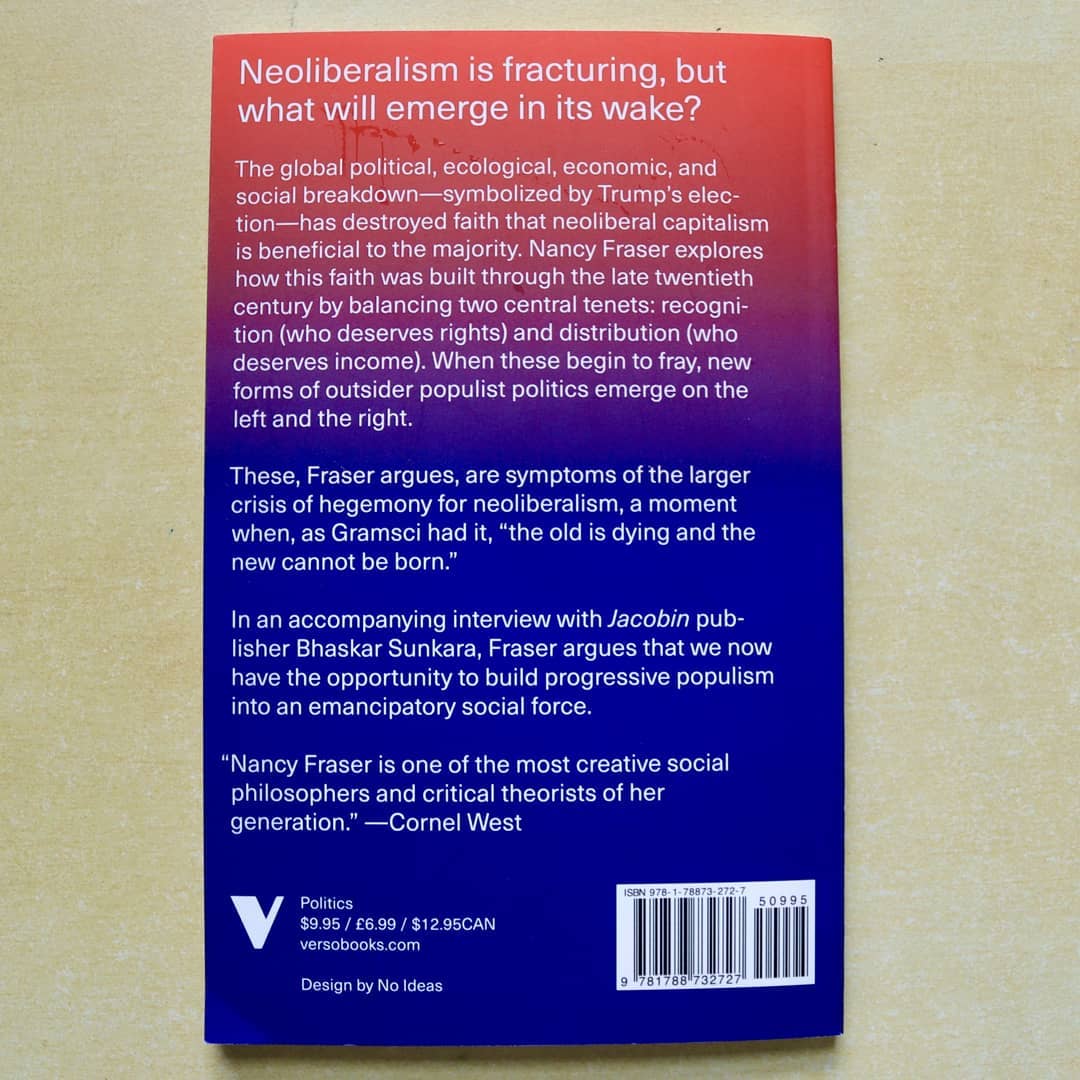 Neoliberalism is fracturing, but
what will emerge in its wake?
The global political, ecological, economic, and
social breakdown—symbolized by Trump's elec-
tion—has destroyed faith that neoliberal capitalism
is beneficial to the majority. Nancy Fraser explores
how this faith was built through the late twentieth
century by balancing two central tenets: recogni-
tion (who deserves rights) and distribution (who
deserves income). When these begin to fray, new
forms of outsider populist politics emerge on the
left and the right.
These, Fraser argues, are symptoms of the larger
crisis of hegemony for neoliberalism, a moment
when, as Gramsci had it, “the old is dying and the
new cannot be born.”
In an accompanying interview with Jacobin pub-
lisher Bhaskar Sunkara, Fraser argues that we now
have the opportunity to build progressive populism
into an emancipatory social force.
“Nancy Fraser is one of the most creative social
philosophers and critical theorists of her
generation.” —Cornel West
Politics
$9.95 / £6.99 / $12.95CAN
versobooks.com
Design by No Ideas
ISBN 978-1-78873-272-7
50995
9 781788 732727